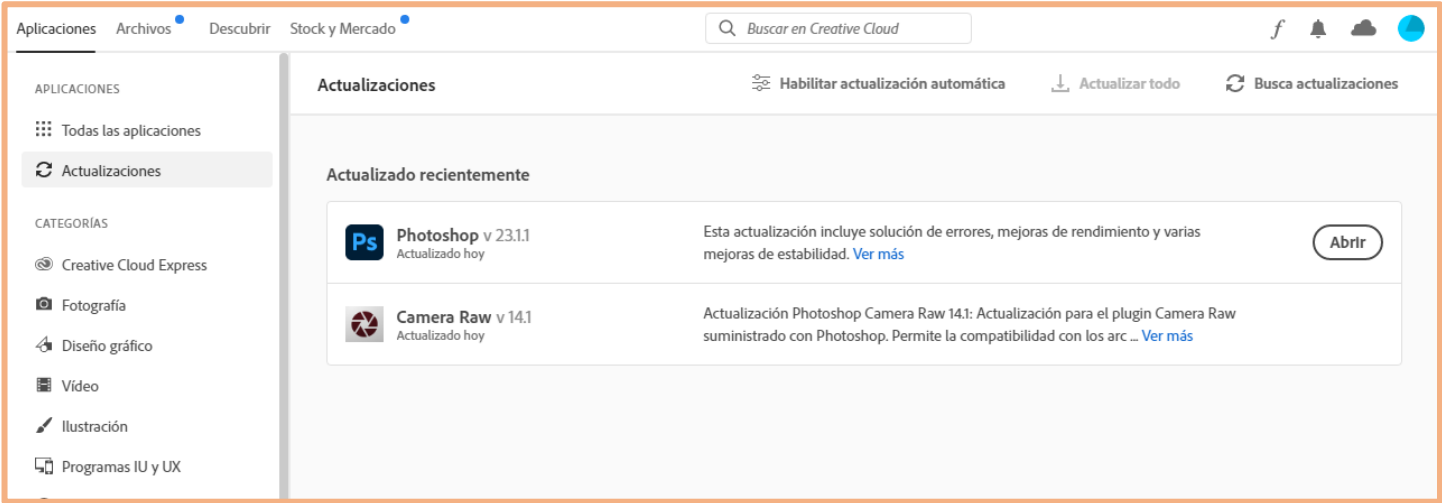 Aplicaciones Archivos Descubrir Stock y Mercado Buscar en Creative Cloud f
APLICACIONES
Todas las aplicaciones
Actualizaciones
CATEGORÍAS
Creative Cloud Express
Fotografía
Diseño gráfico
Vídeo
Ilustración
Programas IU y UX
Actualizaciones Habilitar actualización automática Actualizar todo Busca actualizaciones
Actualizado recientemente
Ps Photoshop v 23.1.1
Actualizado hoy
Esta actualización incluye solución de errores, mejoras de rendimiento y varias
mejoras de estabilidad. Ver más
Abrir
Camera Raw v 14.1
Actualizado hoy
Actualización Photoshop Camera Raw 14.1: Actualización para el plugin Camera Raw
suministrado con Photoshop. Permite la compatibilidad con los arc ... Ver más